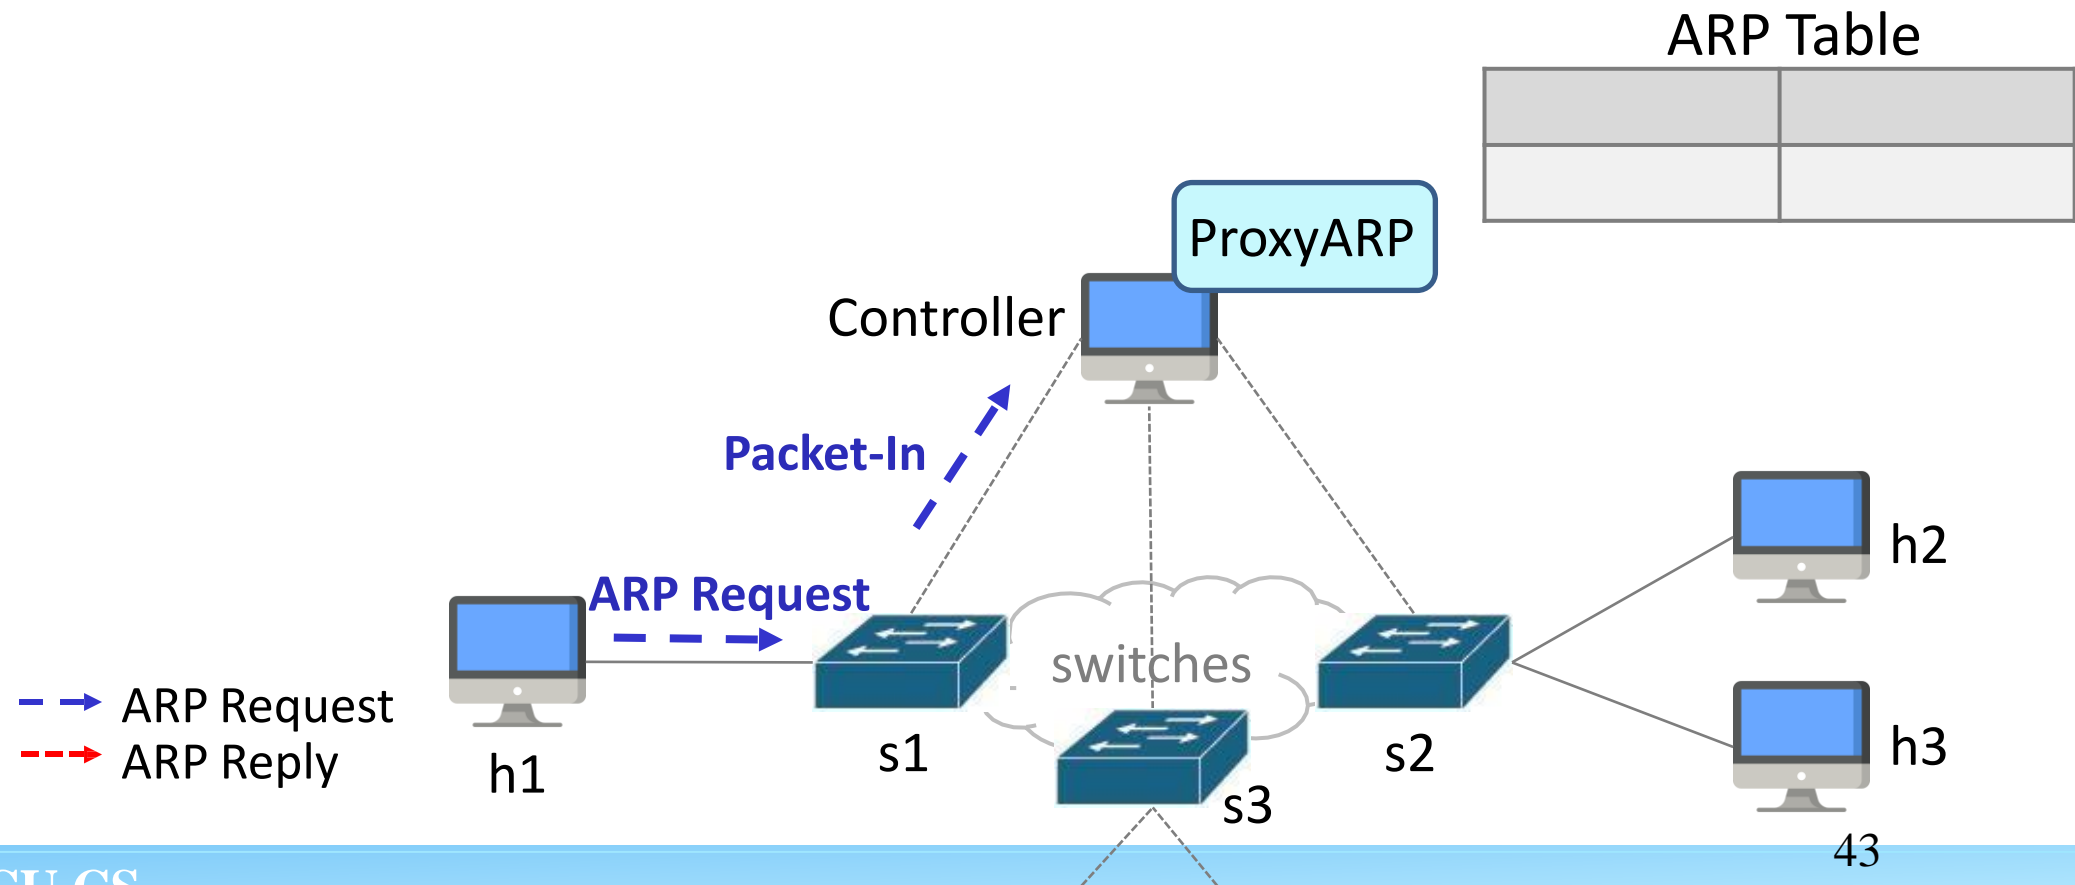 ARP Table
ProxyARP
Controller
Packet-In
h2
ARP Request
switches
ARP Request
ARP Reply
h1
s1
s2
h3
s3
43
CS